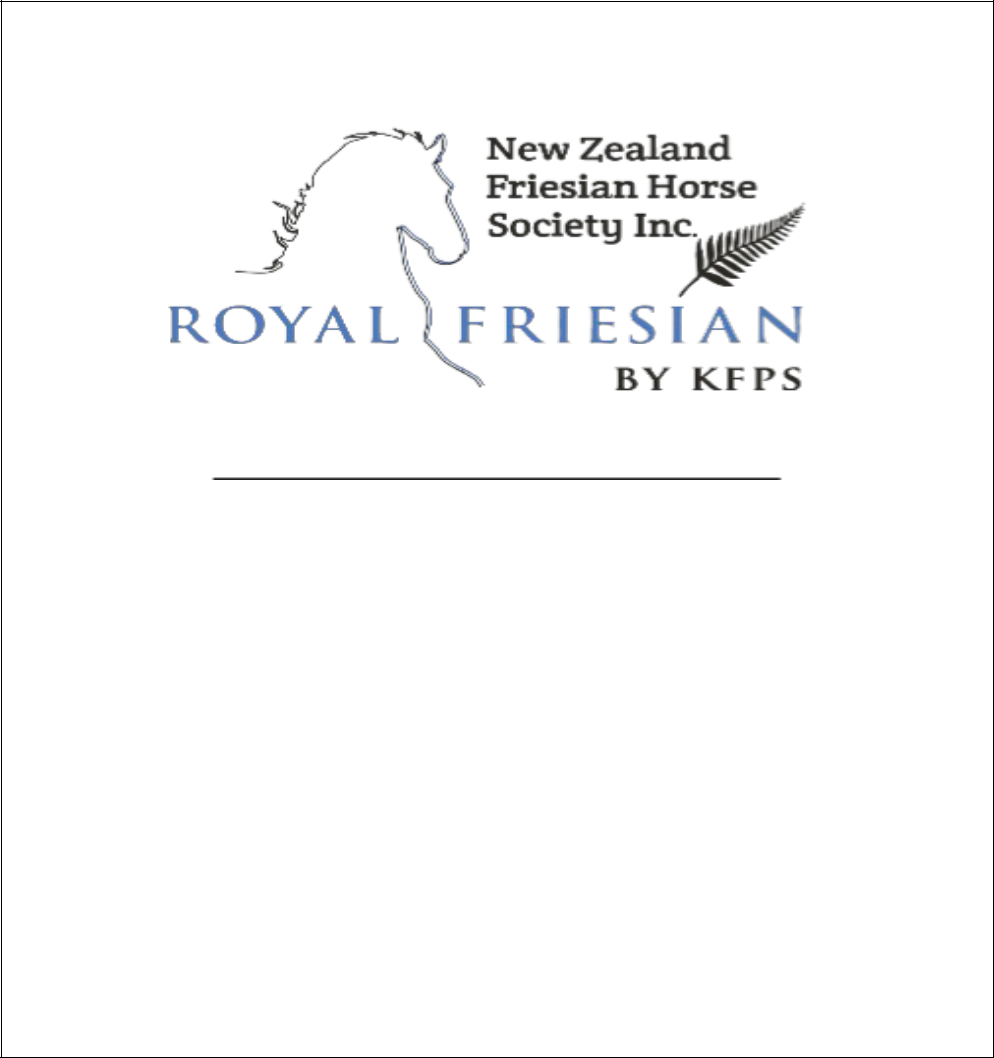 New Zealand
Friesian Horse
Society Inc.
ROYAL FRIESIAN
BY KFPS